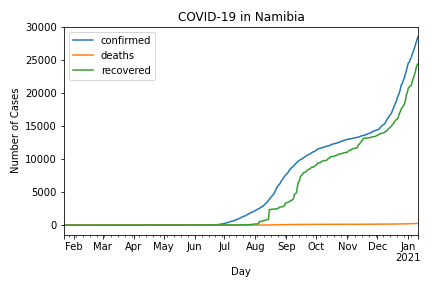 COVID-19 in Namibia
confirmed
deaths
recovered
Number of Cases
30000
25000
20000
15000
10000
5000
0
Feb Mar Apr May Jun Jul Aug Sep Oct Nov Dec Jan
2021
Day